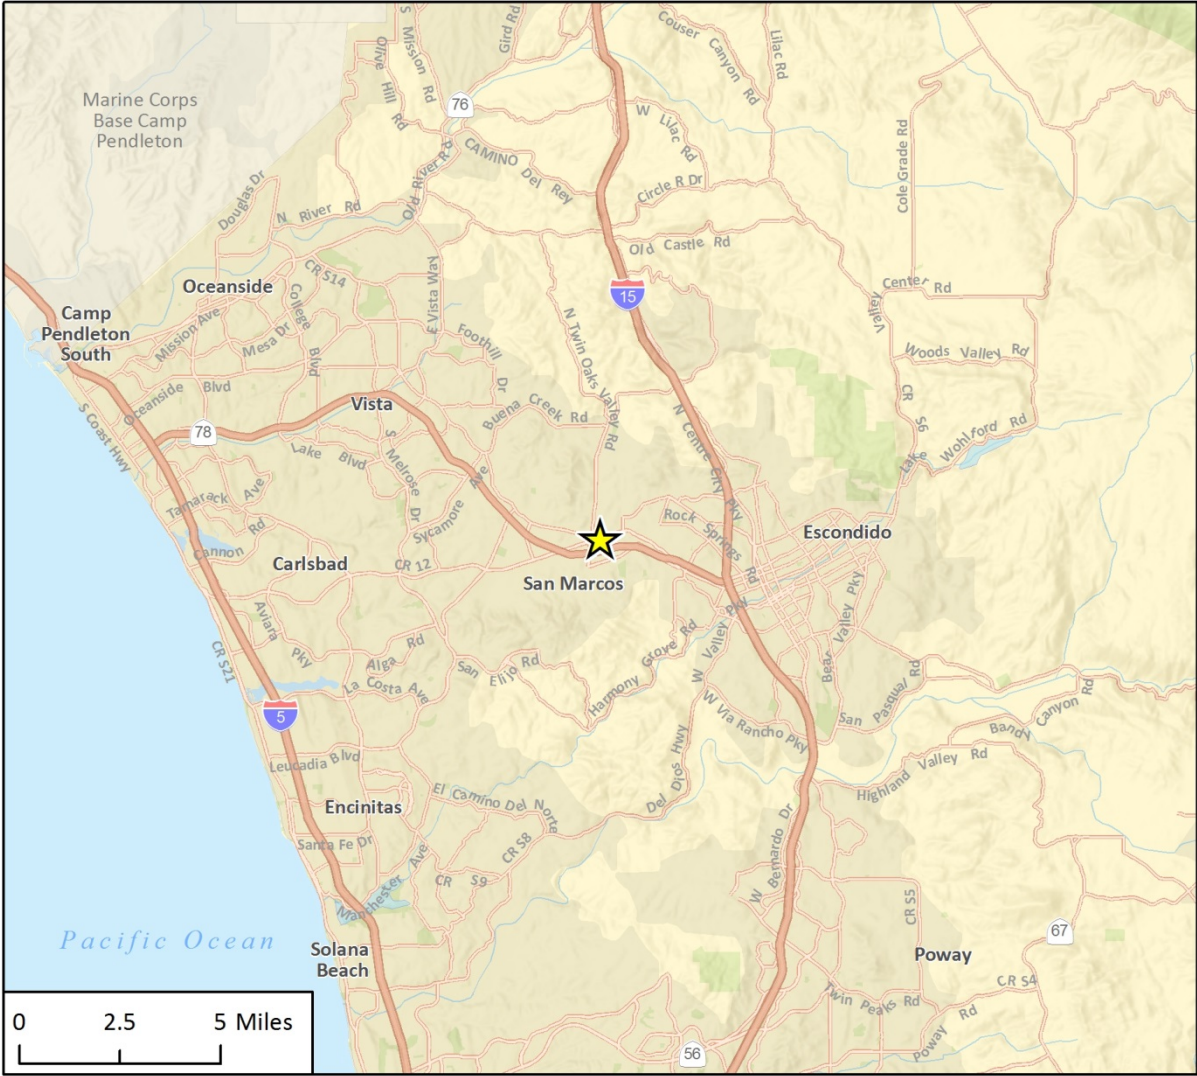 S Mission Rd
Gird Rd
Couser Canyon Rd
Lilac Rd
Olive Hill Rd
Marine Corps
Base Camp
Pendleton
76
W Lilac Rd
Cole Grade Rd
CAMINO Del Rey
Old River Rd
Circle R Dr
Douglas Dr
N River Rd
Old Castle Rd
CR S14
Oceanside
E Vista Way
15
Center Rd
Valley
Camp
Pendleton
South
Mission Ave
College Blvd
Mesa Dr
Foothill Dr
N Twin Oaks Valley Rd
Woods Valley Rd
Oceanside Blvd
CR S6
S Coast Hwy
Vista
Buena Creek Rd
N Centre City Pky
78
Lake Blvd
S Melrose Dr
Lake Wohlford Rd
Tamarack Ave
Sycamore Ave
Rock Springs Rd
Escondido
Cannon Rd
Carlsbad
CR 12
San Marcos
Aviara Pky
W Valley Pky
Bear Valley Pky
CR S21
Alga Rd
San Elijo Rd
Harmony Grove Rd
La Costa Ave
San Pasqual Rd
5
W Via Rancho Pky
Bandy Canyon Rd
Leucadia Blvd
Del Dios Hwy
Highland Valley Rd
Encinitas
El Camino Del Norte
Santa Fe Dr
CR S8
W Bernardo Dr
Manchester Ave
CR S9
CR S5
67
Pacific Ocean
Solana
Beach
Poway
CR S4
Twin Peaks Rd
Poway Rd
56
0 2.5 5 Miles